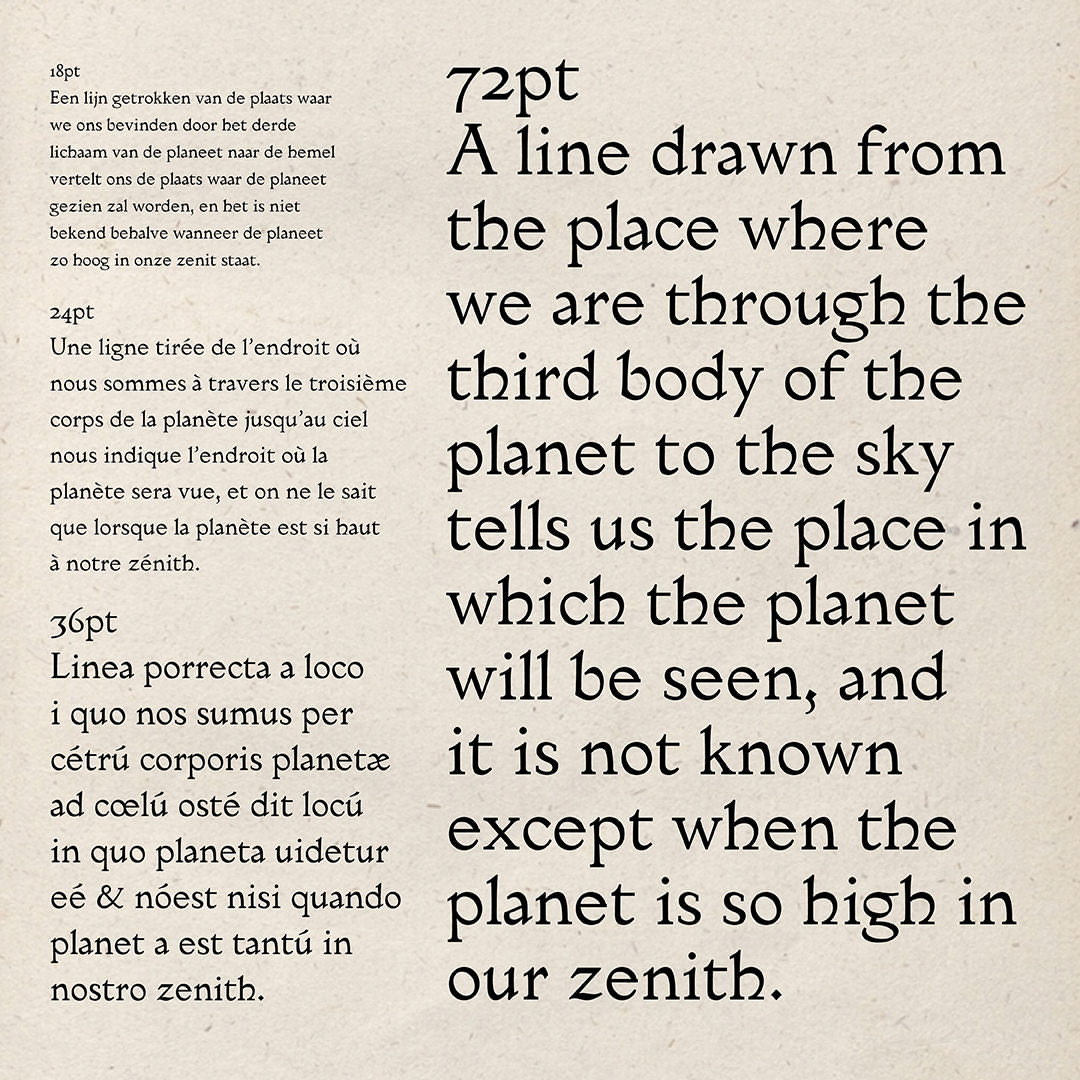 18pt
Een lijn getrokken van de plaats waar
we ons bevinden door het derde
lichaam van de planeet naar de hemel
vertelt ons de plaats waar de planeet
gezien zal worden, en het is niet
bekend behalve wanneer de planeet
zo hoog in onze zenit staat.
24pt
Une ligne tirée de l’endroit où
nous sommes à travers le troisième
corps de la planète jusqu’au ciel
nous indique l’endroit où la
planète sera vue, et on ne le sait
que lorsque la planète est si haut
à notre zénith.
36pt
Linea porrecta a loco
i quo nos sumus per
cétrú corporis planetæ
ad cœlú osté dit locú
in quo planeta uidetur
eé & nóest nisi quando
planet a est tantú in
nostro zenith.
72pt
A line drawn from
the place where
we are through the
third body of the
planet to the sky
tells us the place in
which the planet
will be seen, and
it is not known
except when the
planet is so high in
our zenith.